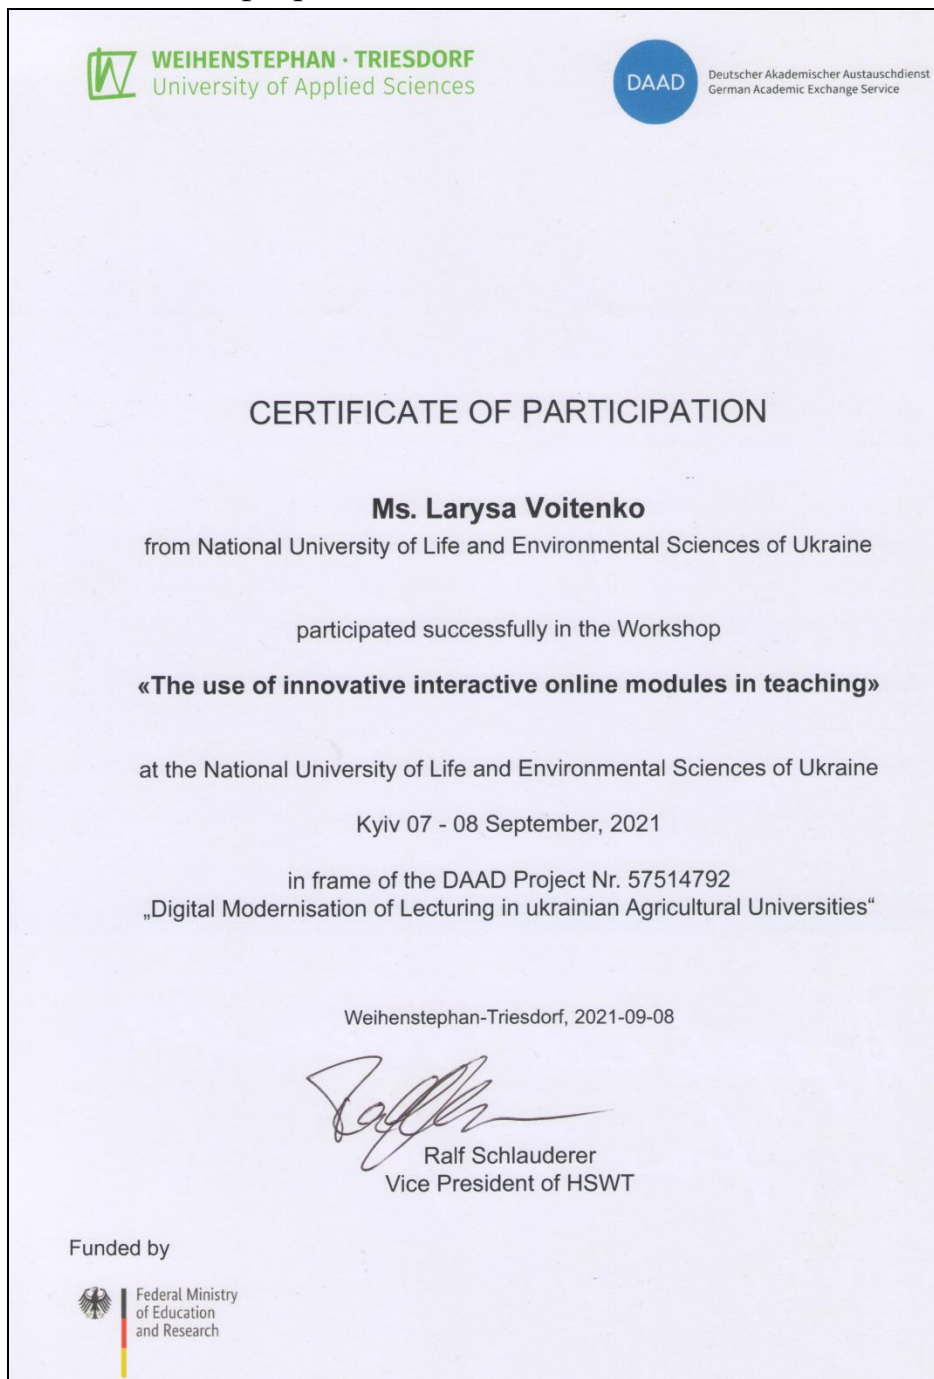 WEIHENSTEPHAN · TRIESDORF
University of Applied Sciences
DAAD
Deutscher Akademischer Austauschdienst
German Academic Exchange Service
CERTIFICATE OF PARTICIPATION
Ms. Larysa Voitenko
from National University of Life and Environmental Sciences of Ukraine
participated successfully in the Workshop
«The use of innovative interactive online modules in teaching»
at the National University of Life and Environmental Sciences of Ukraine
Kyiv 07 - 08 September, 2021
in frame of the DAAD Project Nr. 57514792
„Digital Modernisation of Lecturing in ukrainian Agricultural Universities“
Weihenstephan-Triesdorf, 2021-09-08
Ralf Schlauderer
Vice President of HSWT
Funded by
Federal Ministry
of Education
and Research